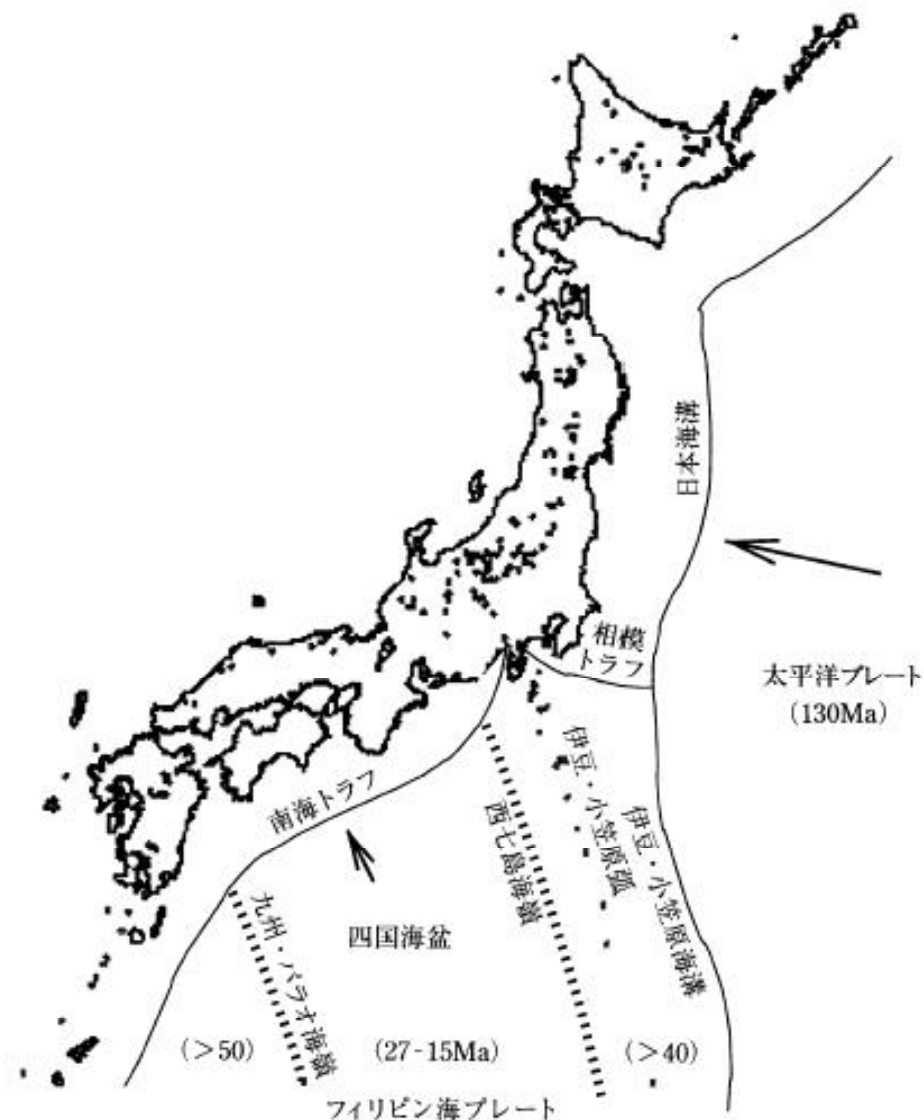 日本海溝
相模
トラフ
太平洋プレート
(130Ma)
伊豆・小笠原弧
伊豆・小笠原海溝
西七島海嶺
南海トラフ
九州・パラオ海嶺
四国海盆
(>50)
(27-15Ma)
(>40)
フィリピン海プレート